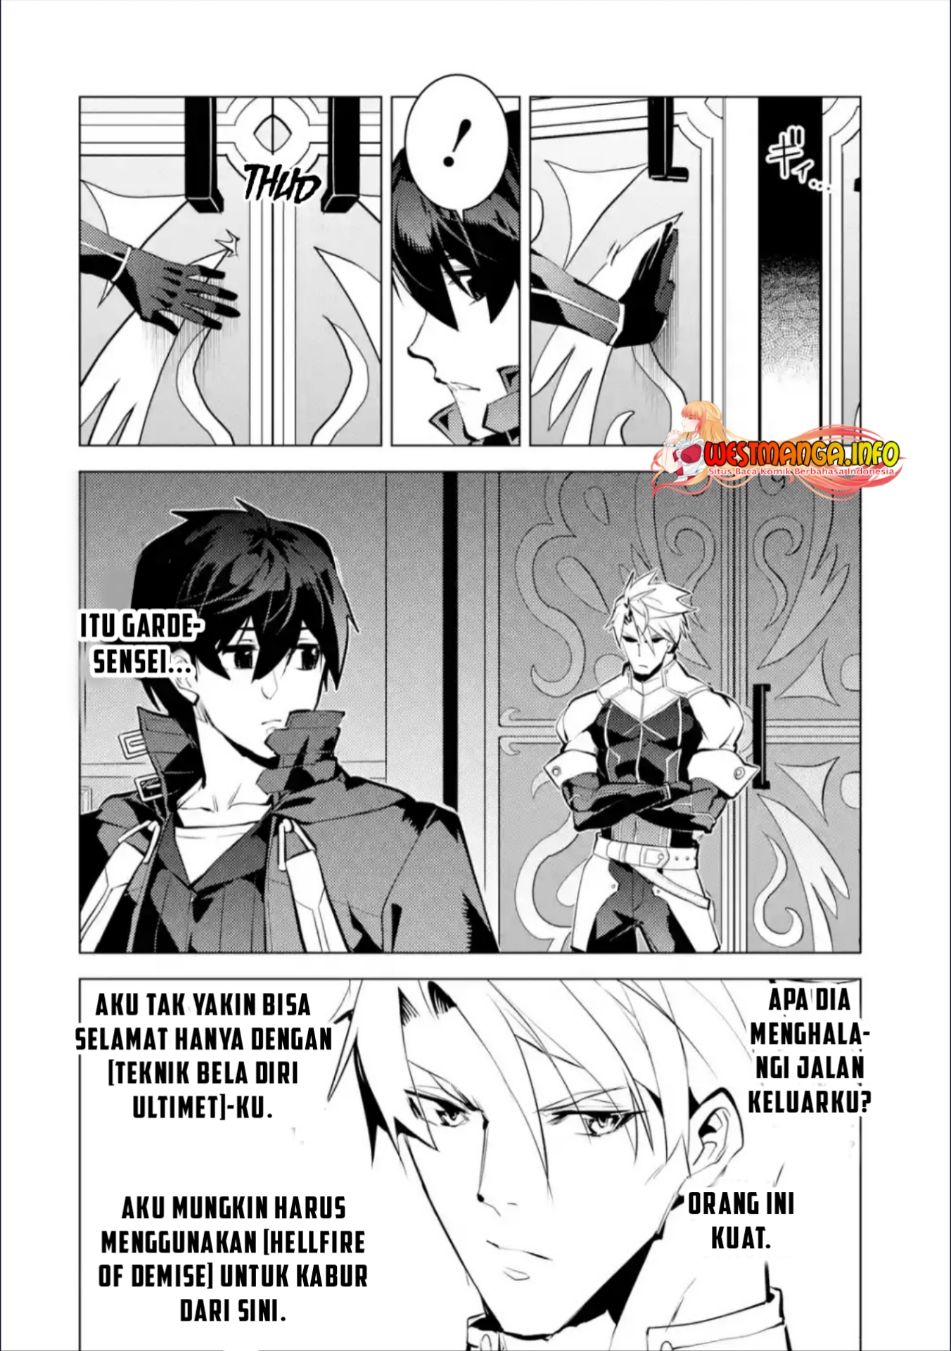 ギィ...
!
THUD
WESTMANGA.INFO
Situs Baca Komik Berbahasa Indonesia
ITU GARDE-
SENSEI...
APA DIA
MENGHALA-
NGI JALAN
KELUARKU?
ORANG INI
KUAT.
AKU TAK YAKIN BISA
SELAMAT HANYA DENGAN
[TEKNIK BELA DIRI
ULTIMET]-KU.
AKU MUNGKIN HARUS
MENGGUNAKAN [HELLFIRE
OF DEMISE] UNTUK KABUR
DARI SINI.